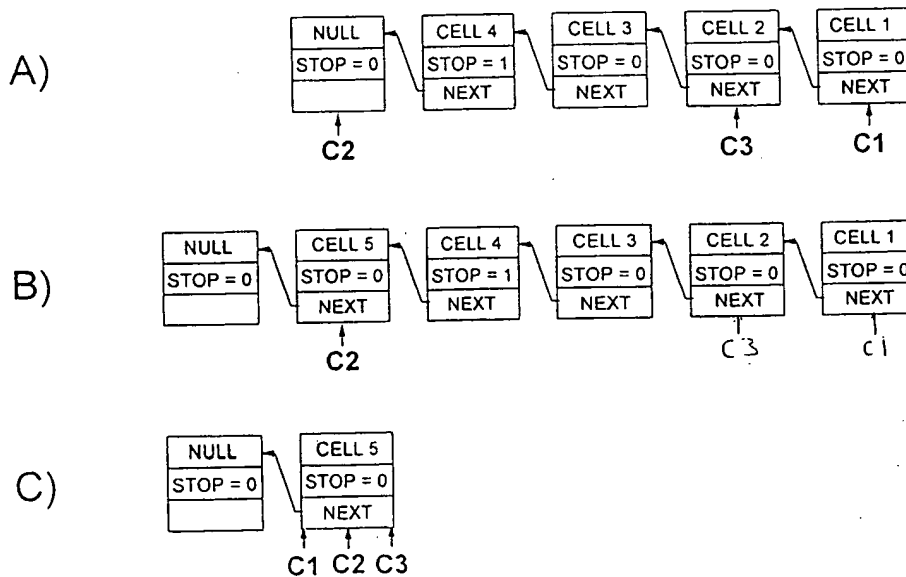 A)
NULL CELL 4 CELL 3 CELL 2 CELL 1
STOP = 0 STOP = 1 STOP = 0 STOP = 0 STOP = 0
NEXT NEXT NEXT NEXT
C2 C3 C1
B)
NULL CELL 5 CELL 4 CELL 3 CELL 2 CELL 1
STOP = 0 STOP = 0 STOP = 1 STOP = 0 STOP = 0 STOP = 0
NEXT NEXT NEXT NEXT NEXT
C2 C3 C1
C)
NULL CELL 5
STOP = 0 STOP = 0
NEXT
C1 C2 C3